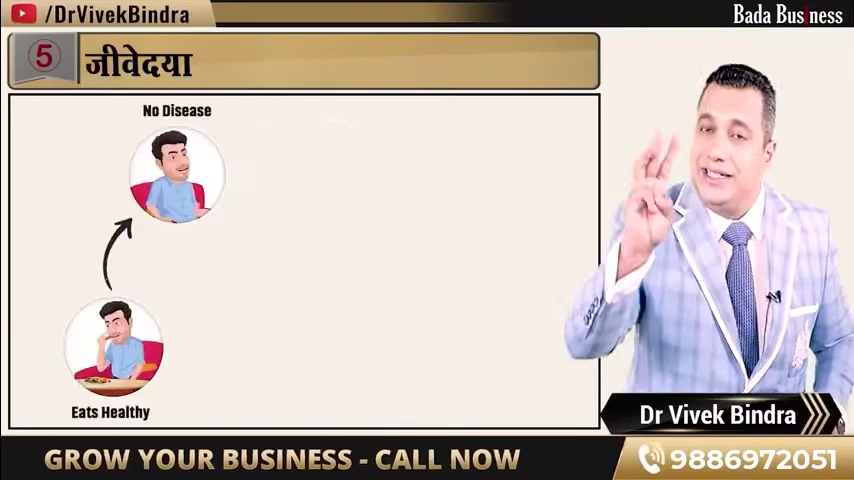 /DrVivekBindra
Bada Business
5
जीवेदया
No Disease
Eats Healthy
Dr Vivek Bindra
GROW YOUR BUSINESS - CALL NOW
9886972051